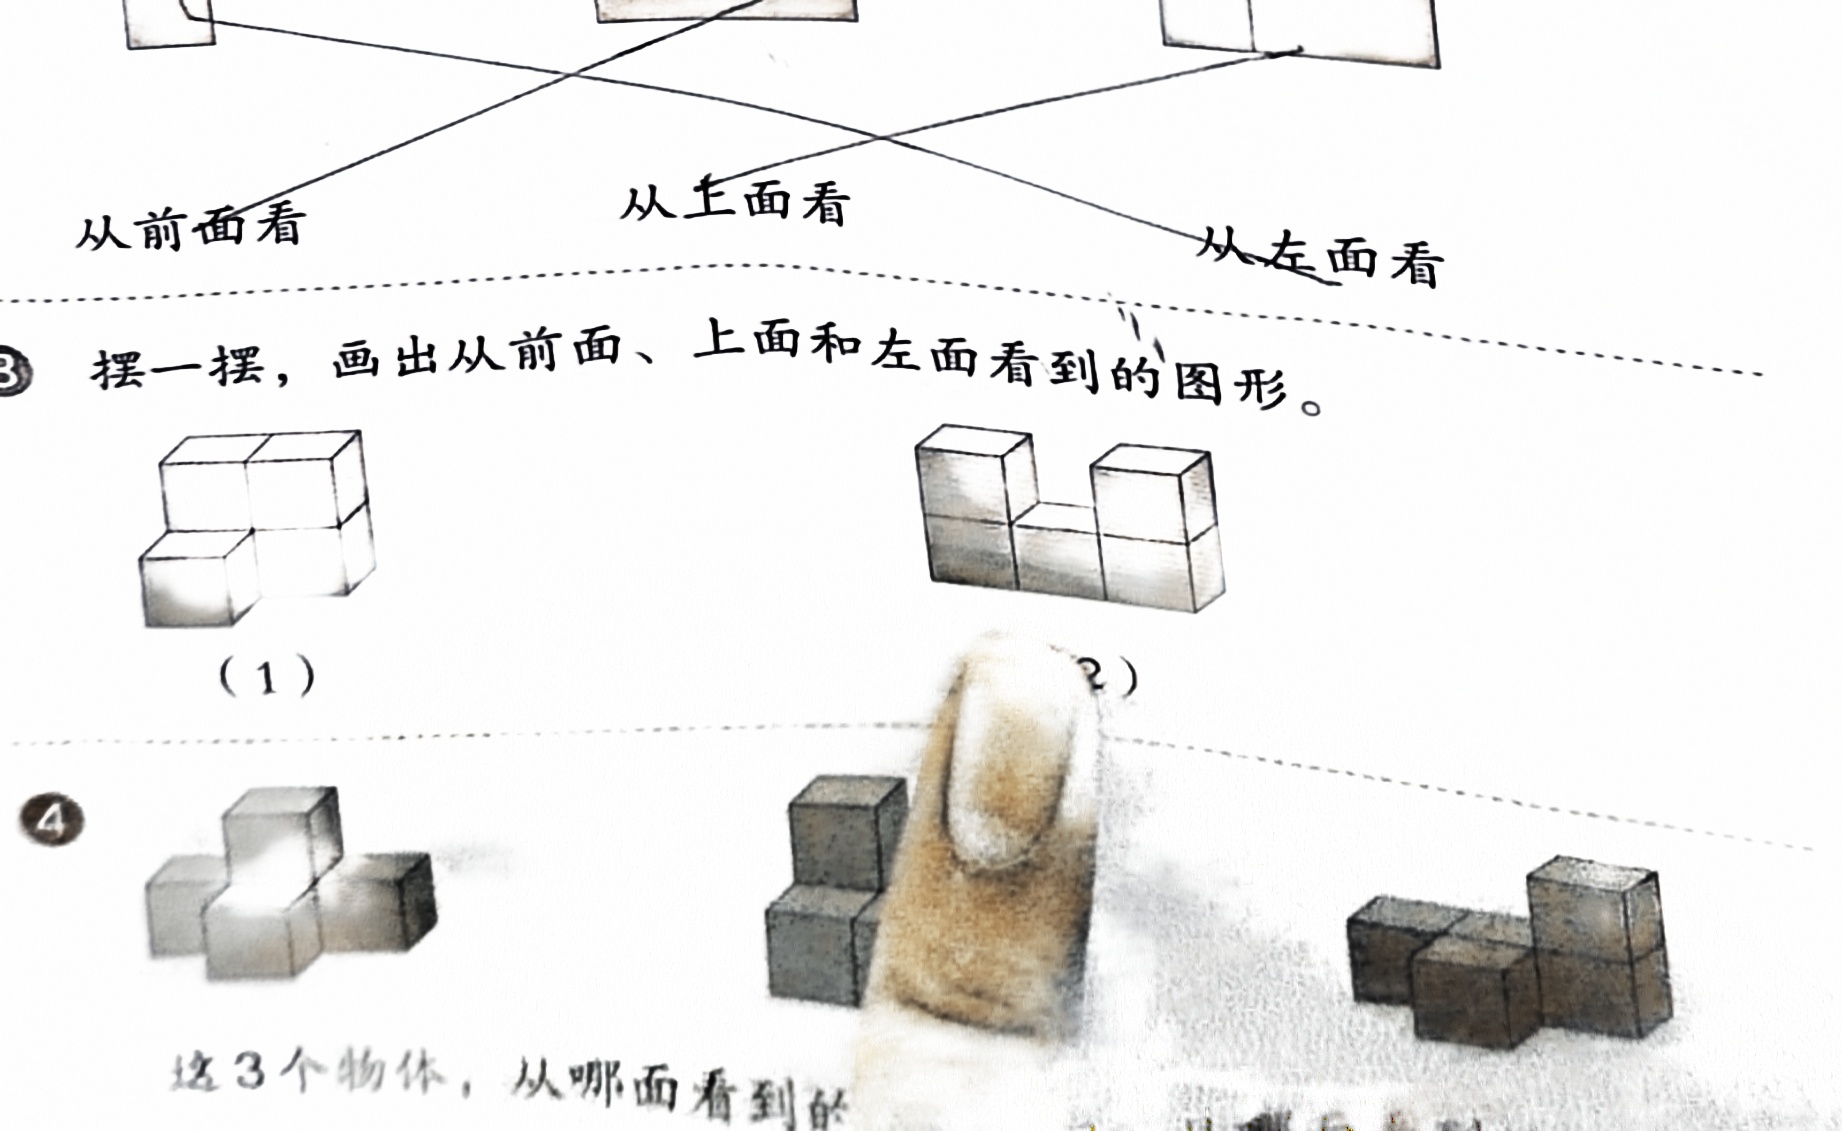 从前面看 从上面看 从左面看
3 摆一摆，画出从前面、上面和左面看到的图形。
(1) 2)
4
这3个物体，从哪面看到的